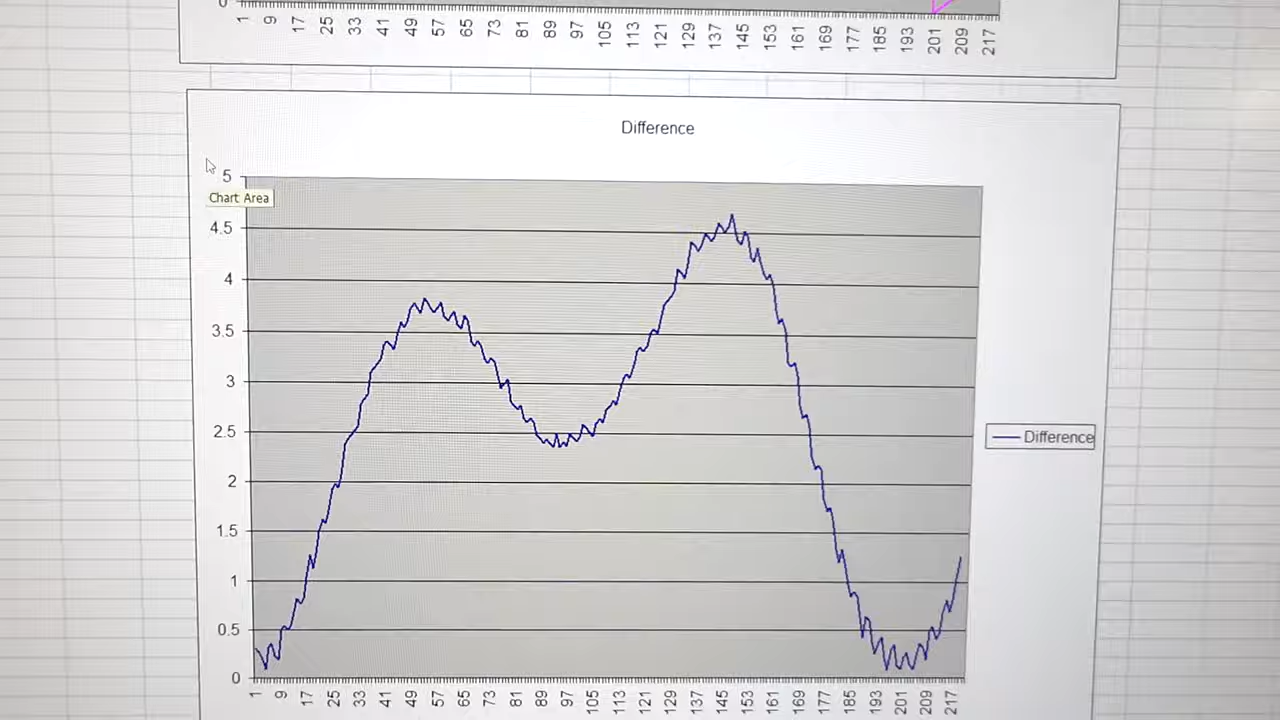 0
1 9 17 25 33 41 49 57 65 73 81 89 97 105 113 121 129 137 145 153 161 169 177 185 193 201 209 217
Difference
5
Chart Area
4.5
4
3.5
3
2.5
Difference
2
1.5
1
0.5
0
1 9 17 25 33 41 49 57 65 73 81 89 97 105 113 121 129 137 145 153 161 169 177 185 193 201 209 217